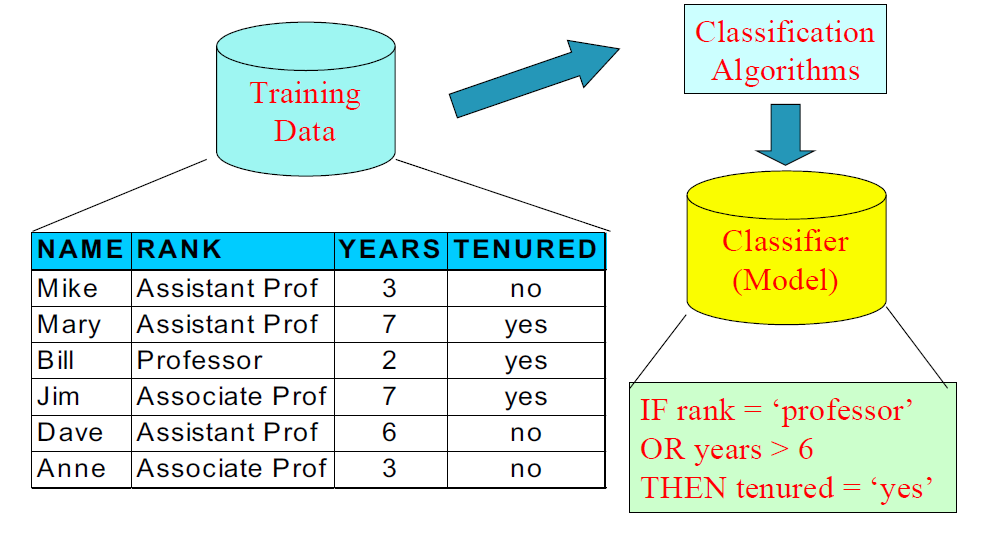 Training
Data
Classification
Algorithms
Classifier
(Model)
NAME RANK YEARS TENURED
Mike Assistant Prof 3 no
Mary Assistant Prof 7 yes
Bill Professor 2 yes
Jim Associate Prof 7 yes
Dave Assistant Prof 6 no
Anne Associate Prof 3 no
IF rank = ‘professor’
OR years > 6
THEN tenured = ‘yes’